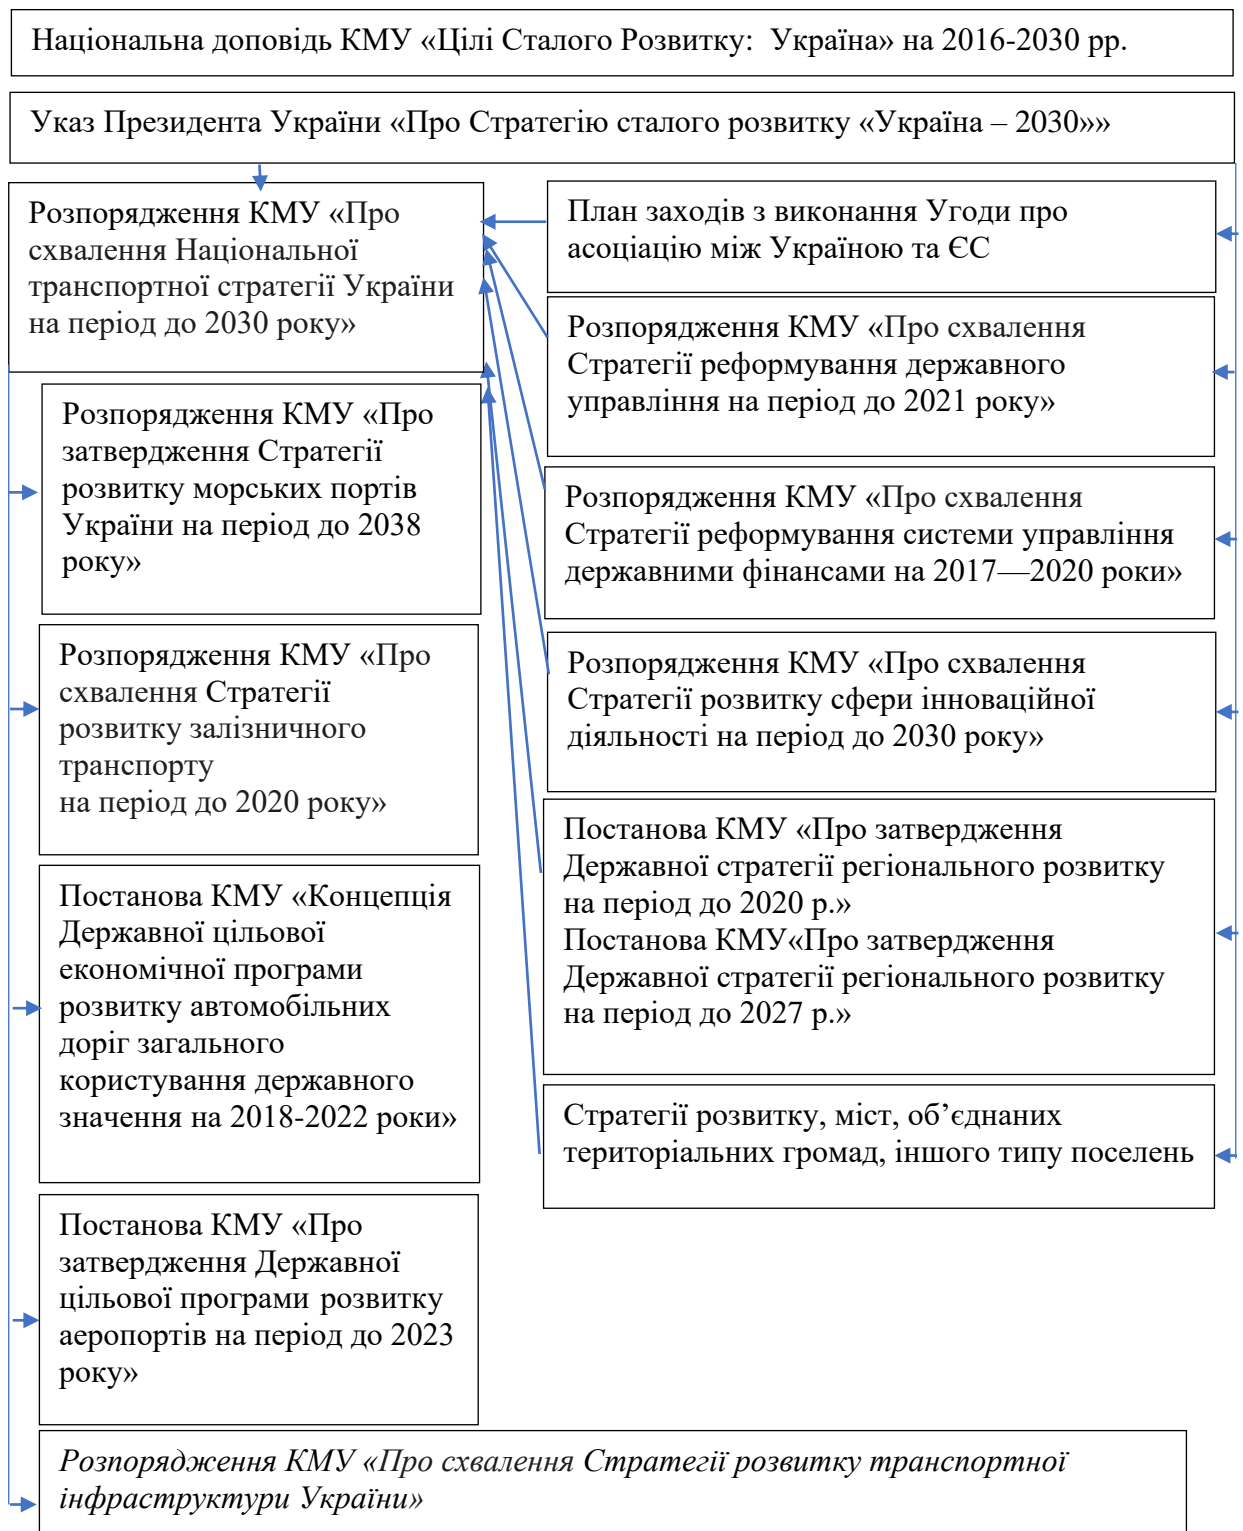 Національна доповідь КМУ «Цілі Сталого Розвитку:  Україна» на 2016-2030 рр.
Указ Президента України «Про Стратегію сталого розвитку «Україна – 2030»»
Розпорядження КМУ «Про
схвалення Національної
транспортної стратегії України
на період до 2030 року»
План заходів з виконання Угоди про
асоціацію між Україною та ЄС
Розпорядження КМУ «Про схвалення
Стратегії реформування державного
управління на період до 2021 року»
Розпорядження КМУ «Про
затвердження Стратегії
розвитку морських портів
України на період до 2038
року»
Розпорядження КМУ «Про схвалення
Стратегії реформування системи управління
державними фінансами на 2017—2020 роки»
Розпорядження КМУ «Про
схвалення Стратегії
розвитку залізничного
транспорту
на період до 2020 року»
Розпорядження КМУ «Про схвалення
Стратегії розвитку сфери інноваційної
діяльності на період до 2030 року»
Постанова КМУ «Про затвердження
Державної стратегії регіонального розвитку
на період до 2020 р.»
Постанова КМУ«Про затвердження
Державної стратегії регіонального розвитку
на період до 2027 р.»
Постанова КМУ «Концепція
Державної цільової
економічної програми
розвитку автомобільних
доріг загального
користування державного
значення на 2018-2022 роки»
Стратегії розвитку, міст, об’єднаних
територіальних громад, іншого типу поселень
Постанова КМУ «Про
затвердження Державної
цільової програми розвитку
аеропортів на період до 2023
року»
Розпорядження КМУ «Про схвалення Стратегії розвитку транспортної
інфраструктури України»